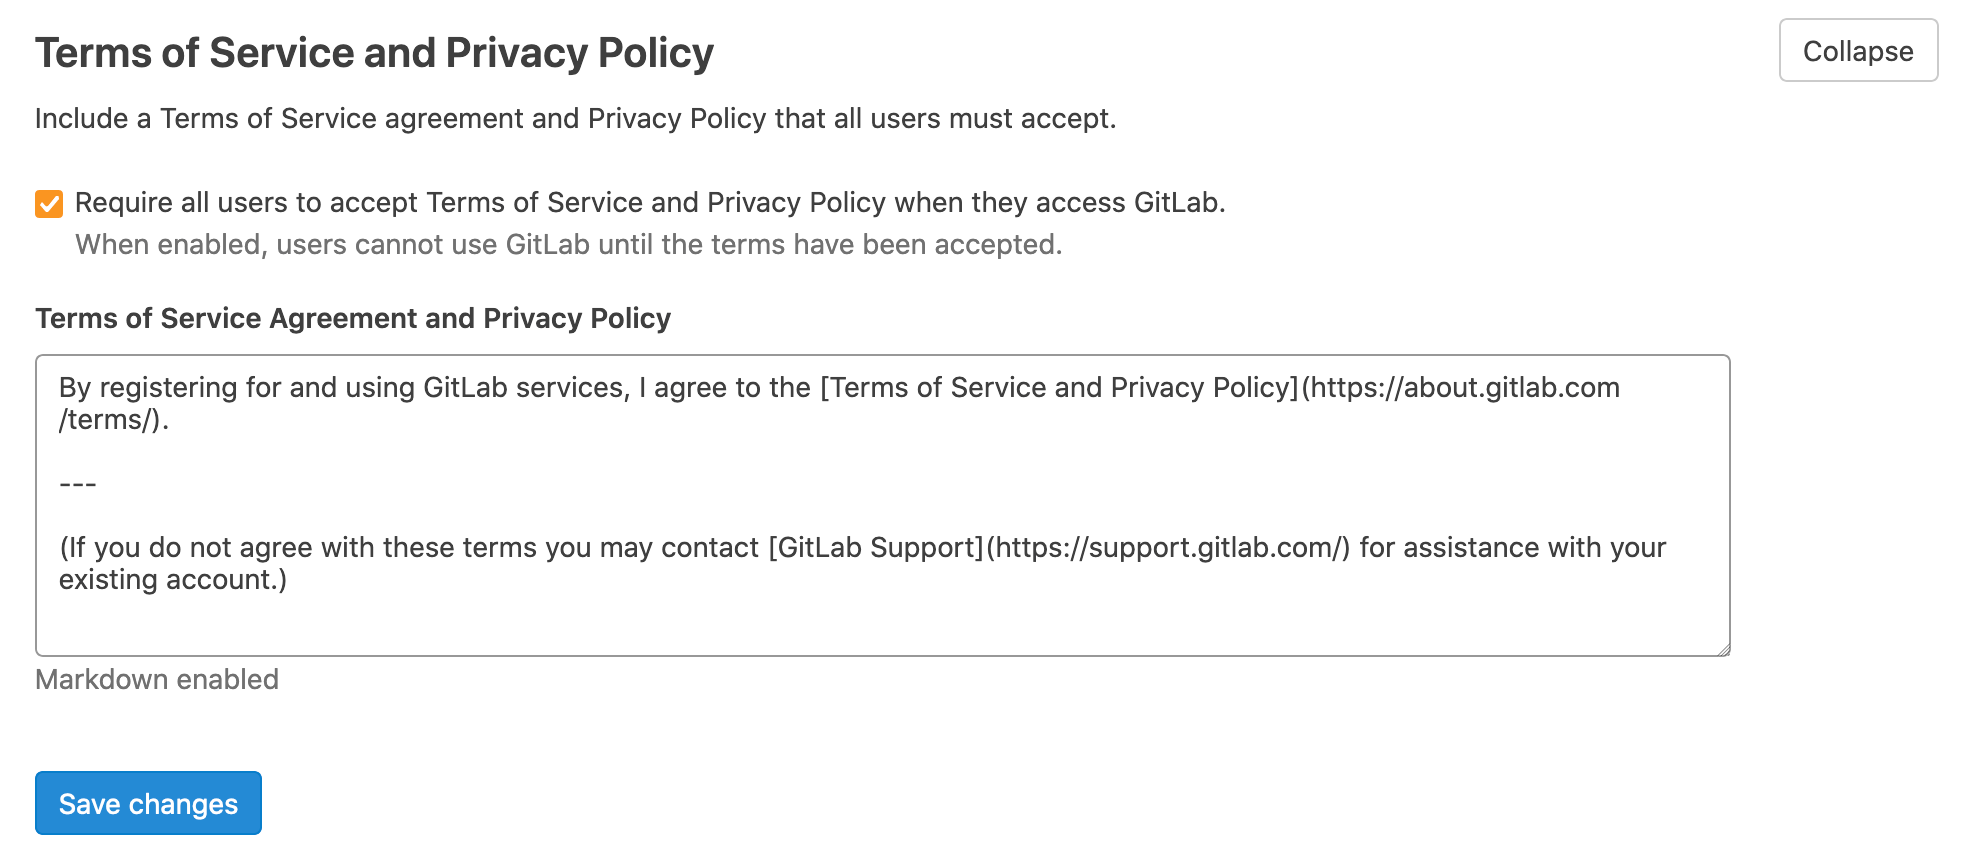 Terms of Service and Privacy Policy
Collapse
Include a Terms of Service agreement and Privacy Policy that all users must accept.
Require all users to accept Terms of Service and Privacy Policy when they access GitLab.
When enabled, users cannot use GitLab until the terms have been accepted.
Terms of Service Agreement and Privacy Policy
By registering for and using GitLab services, I agree to the [Terms of Service and Privacy Policy](https://about.gitlab.com
/terms/).
---
(If you do not agree with these terms you may contact [GitLab Support](https://support.gitlab.com/) for assistance with your
existing account.)
Markdown enabled
Save changes